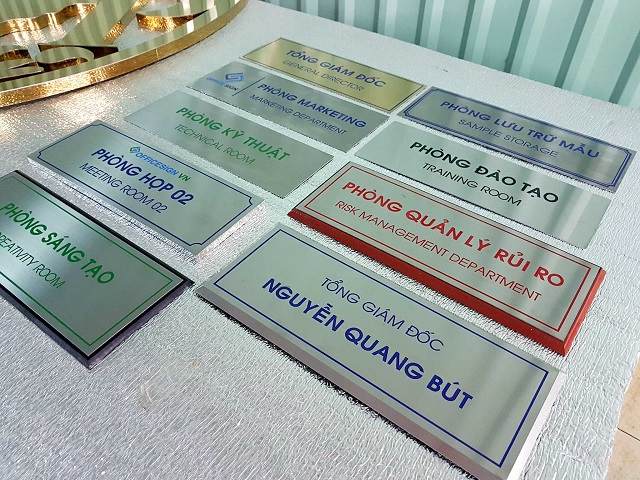 TỔNG GIÁM ĐỐC
GENERAL DIRECTOR
PHÒNG MARKETING
MARKETING DEPARTMENT
PHÒNG LƯU TRỮ MẪU
SAMPLE STORAGE
PHÒNG KỸ THUẬT
TECHNICAL ROOM
PHÒNG ĐÀO TẠO
TRAINING ROOM
OFFICESIGN.VN
PHÒNG HỌP 02
MEETING ROOM 02
PHÒNG QUẢN LÝ RỦI RO
RISK MANAGEMENT DEPARTMENT
PHÒNG SÁNG TẠO
CREATIVITY ROOM
TỔNG GIÁM ĐỐC
NGUYỄN QUANG BÚT